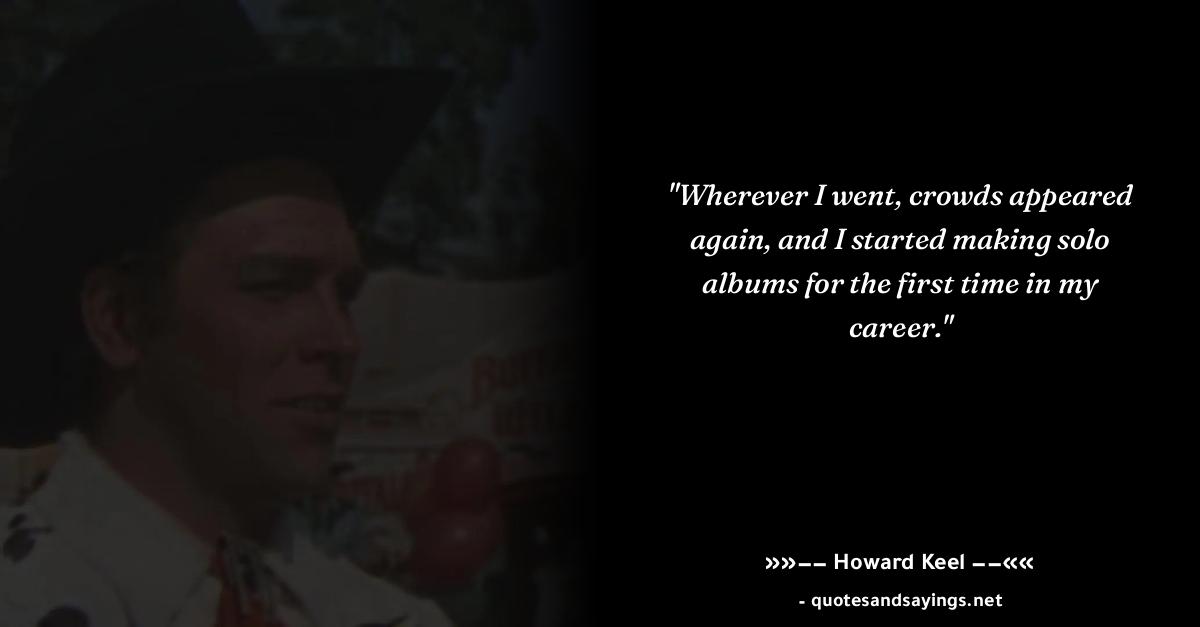 "Wherever I went, crowds appeared
again, and I started making solo
albums for the first time in my
career."
»»–– Howard Keel ––««
- quotesandsayings.net